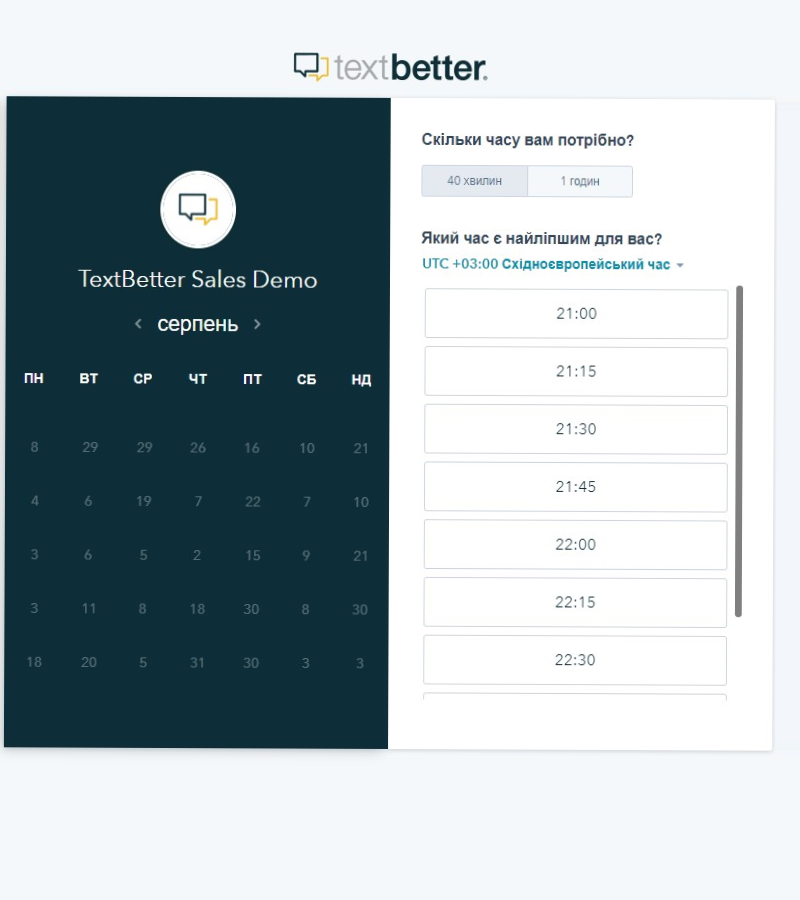 textbetter.
TextBetter Sales Demo
серпень
ПН ВТ СР ЧТ ПТ СБ НД
8 29 29 26 16 10 21
4 6 19 7 22 7 10
3 6 5 2 15 9 21
3 11 8 18 30 8 30
18 20 5 31 30 3 3
Скільки часу вам потрібно?
40 хвилин 1 годин
Який час є найліпшим для вас?
UTC +03:00 Східноєвропейський час
21:00
21:15
21:30
21:45
22:00
22:15
22:30